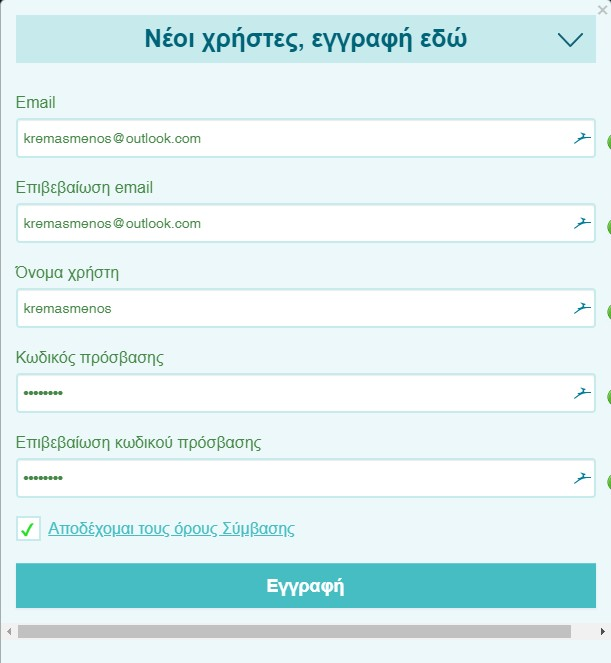 Νέοι χρήστες, εγγραφή εδώ
Email
kremasmenos@outlook.com
Επιβεβαίωση email
kremasmenos@outlook.com
Όνομα χρήστη
kremasmenos
Κωδικός πρόσβασης
••••••••
Επιβεβαίωση κωδικού πρόσβασης
••••••••
Αποδέχομαι τους όρους Σύμβασης
Εγγραφή